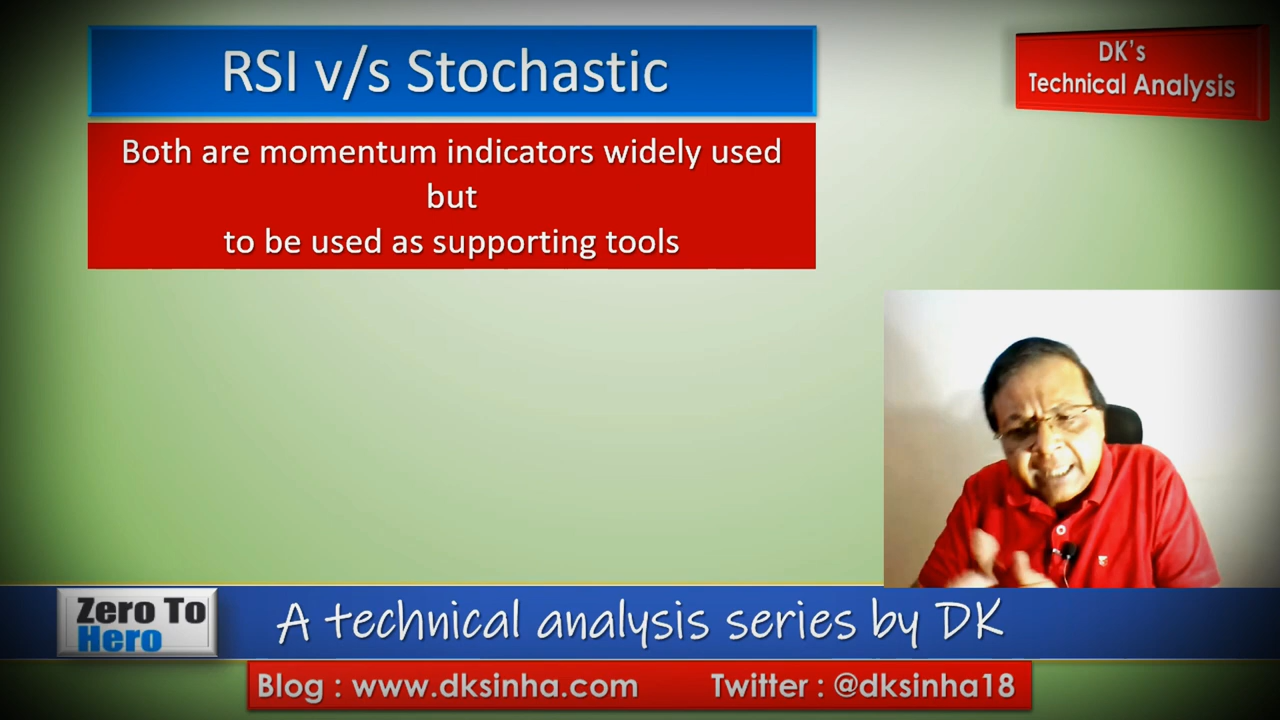 RSI v/s Stochastic
DK's
Technical Analysis
Both are momentum indicators widely used
but
to be used as supporting tools
Zero To
Hero
A technical analysis series by DK
Blog : www.dksinha.com
Twitter : @dksinha18